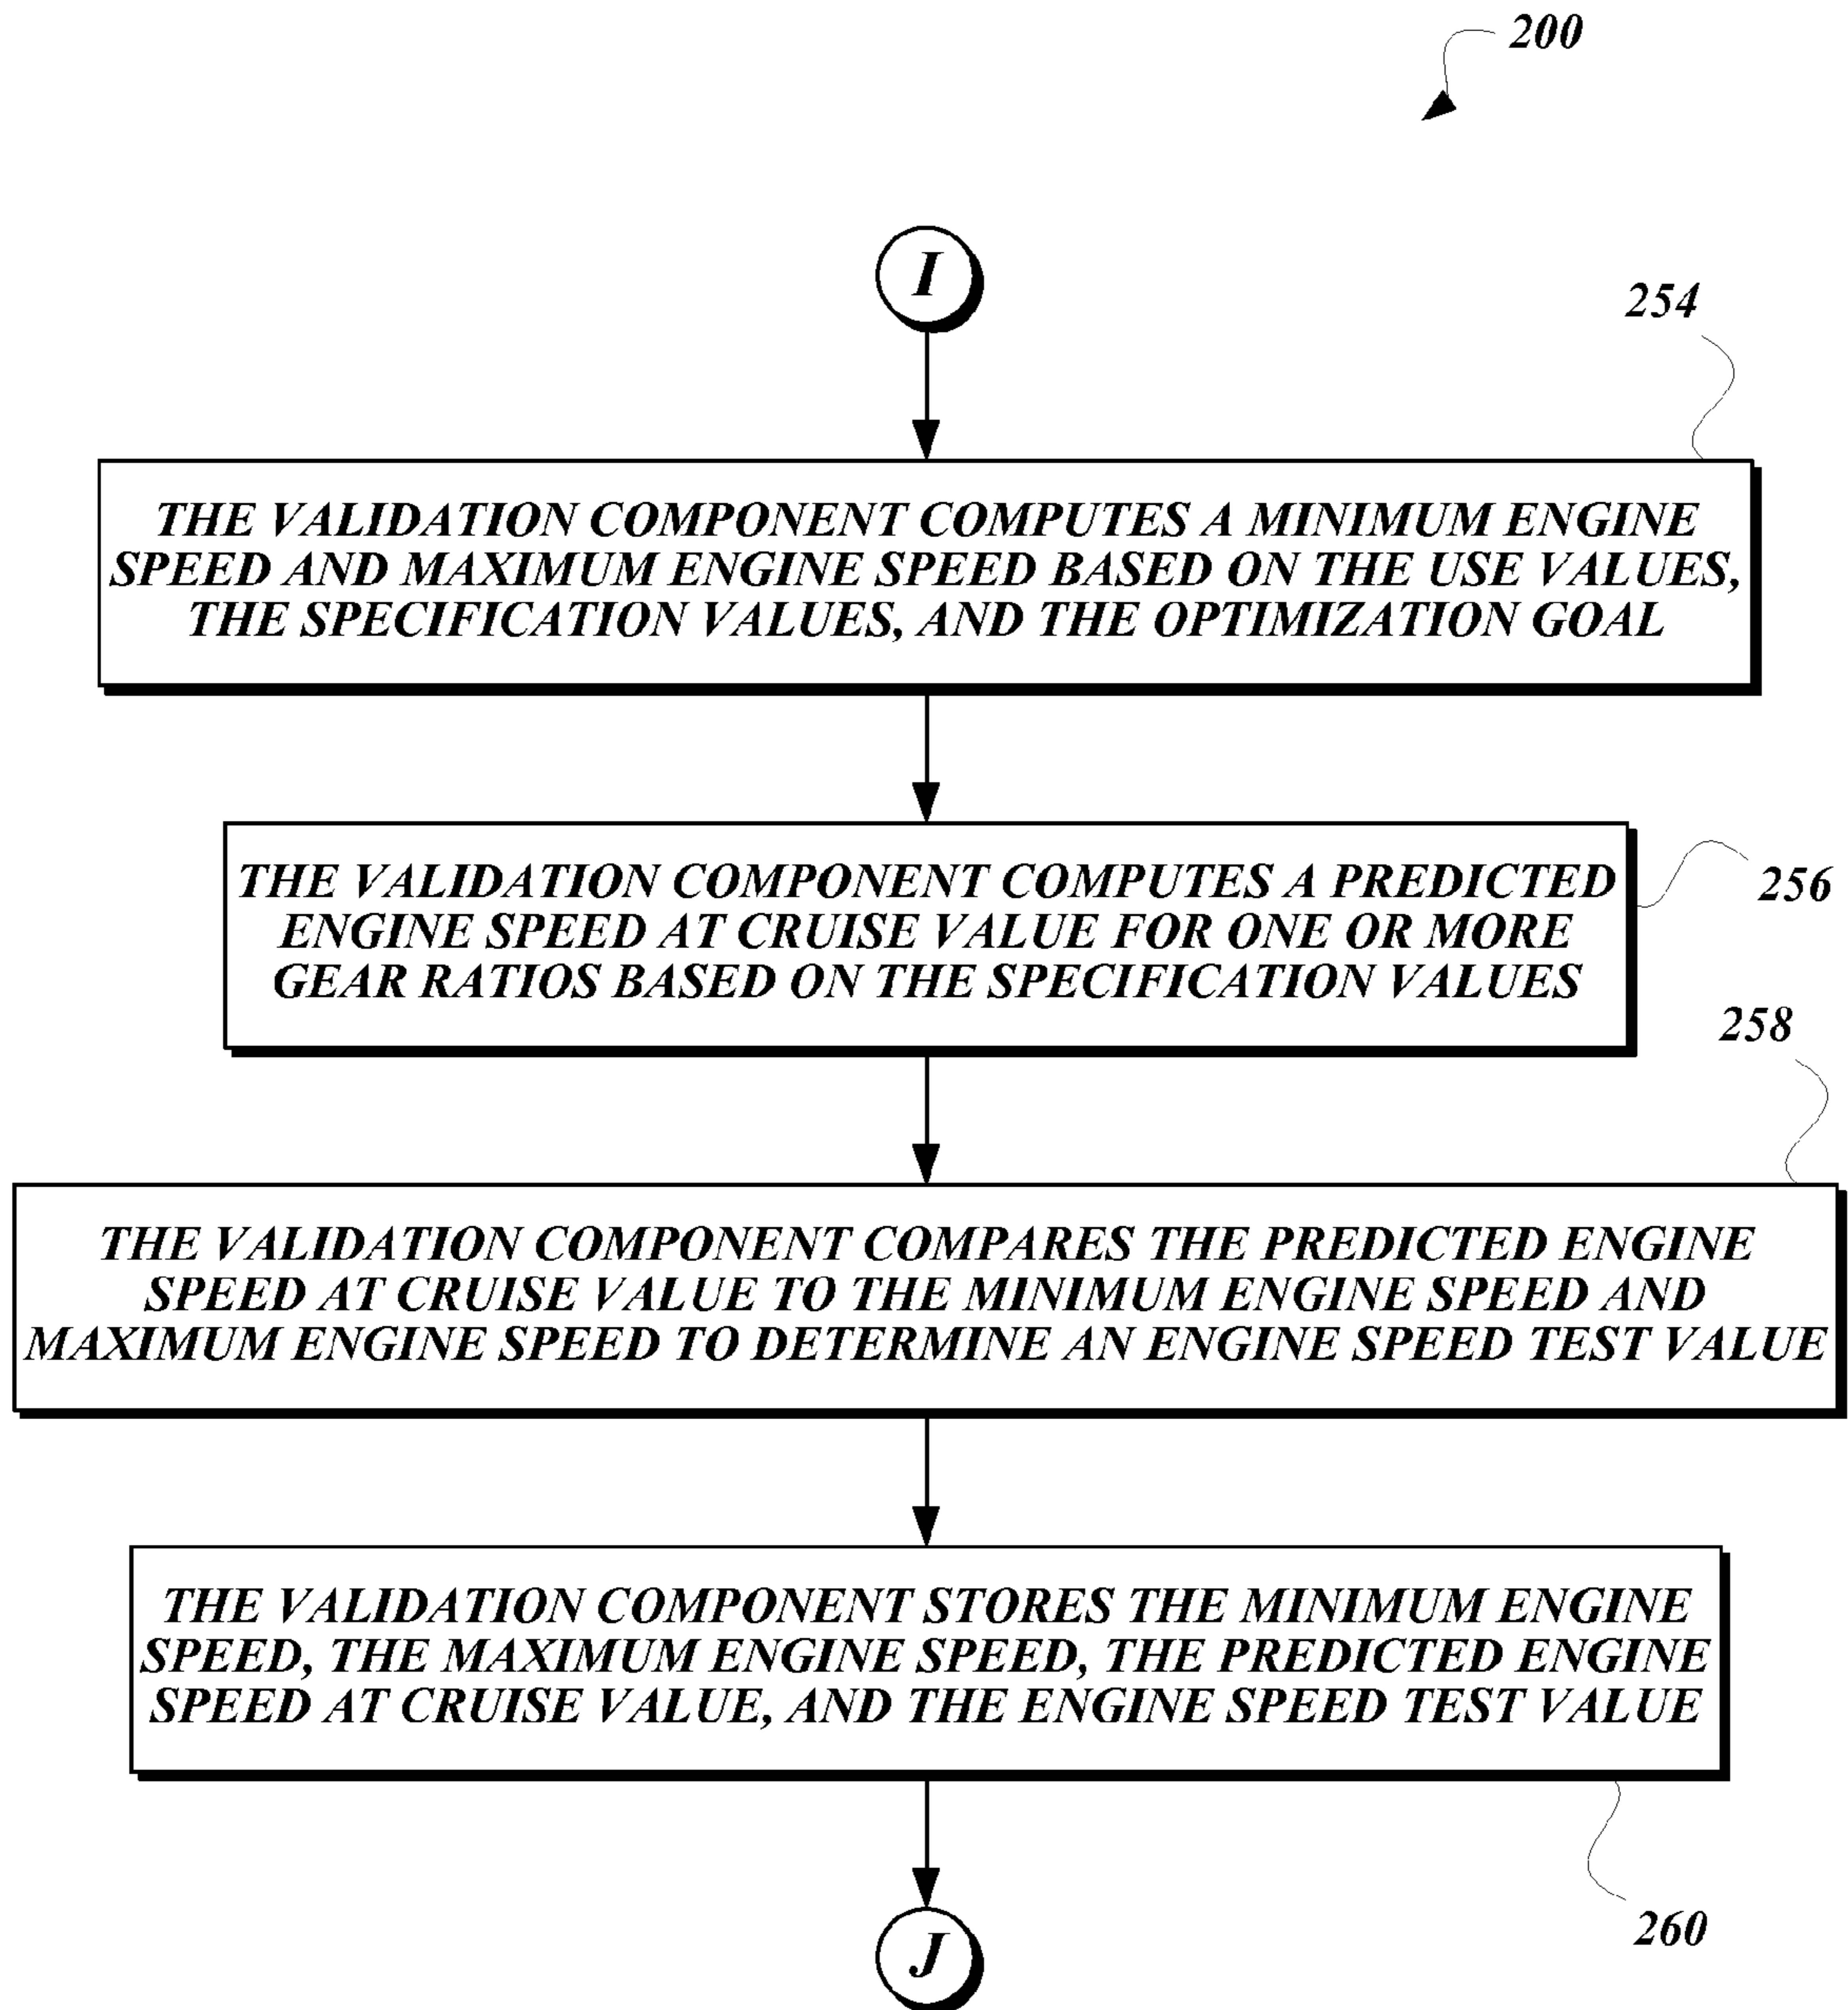 200
I
254
THE VALIDATION COMPONENT COMPUTES A MINIMUM ENGINE
SPEED AND MAXIMUM ENGINE SPEED BASED ON THE USE VALUES,
THE SPECIFICATION VALUES, AND THE OPTIMIZATION GOAL
THE VALIDATION COMPONENT COMPUTES A PREDICTED
ENGINE SPEED AT CRUISE VALUE FOR ONE OR MORE
GEAR RATIOS BASED ON THE SPECIFICATION VALUES
256
258
THE VALIDATION COMPONENT COMPARES THE PREDICTED ENGINE
SPEED AT CRUISE VALUE TO THE MINIMUM ENGINE SPEED AND
MAXIMUM ENGINE SPEED TO DETERMINE AN ENGINE SPEED TEST VALUE
THE VALIDATION COMPONENT STORES THE MINIMUM ENGINE
SPEED, THE MAXIMUM ENGINE SPEED, THE PREDICTED ENGINE
SPEED AT CRUISE VALUE, AND THE ENGINE SPEED TEST VALUE
260
J